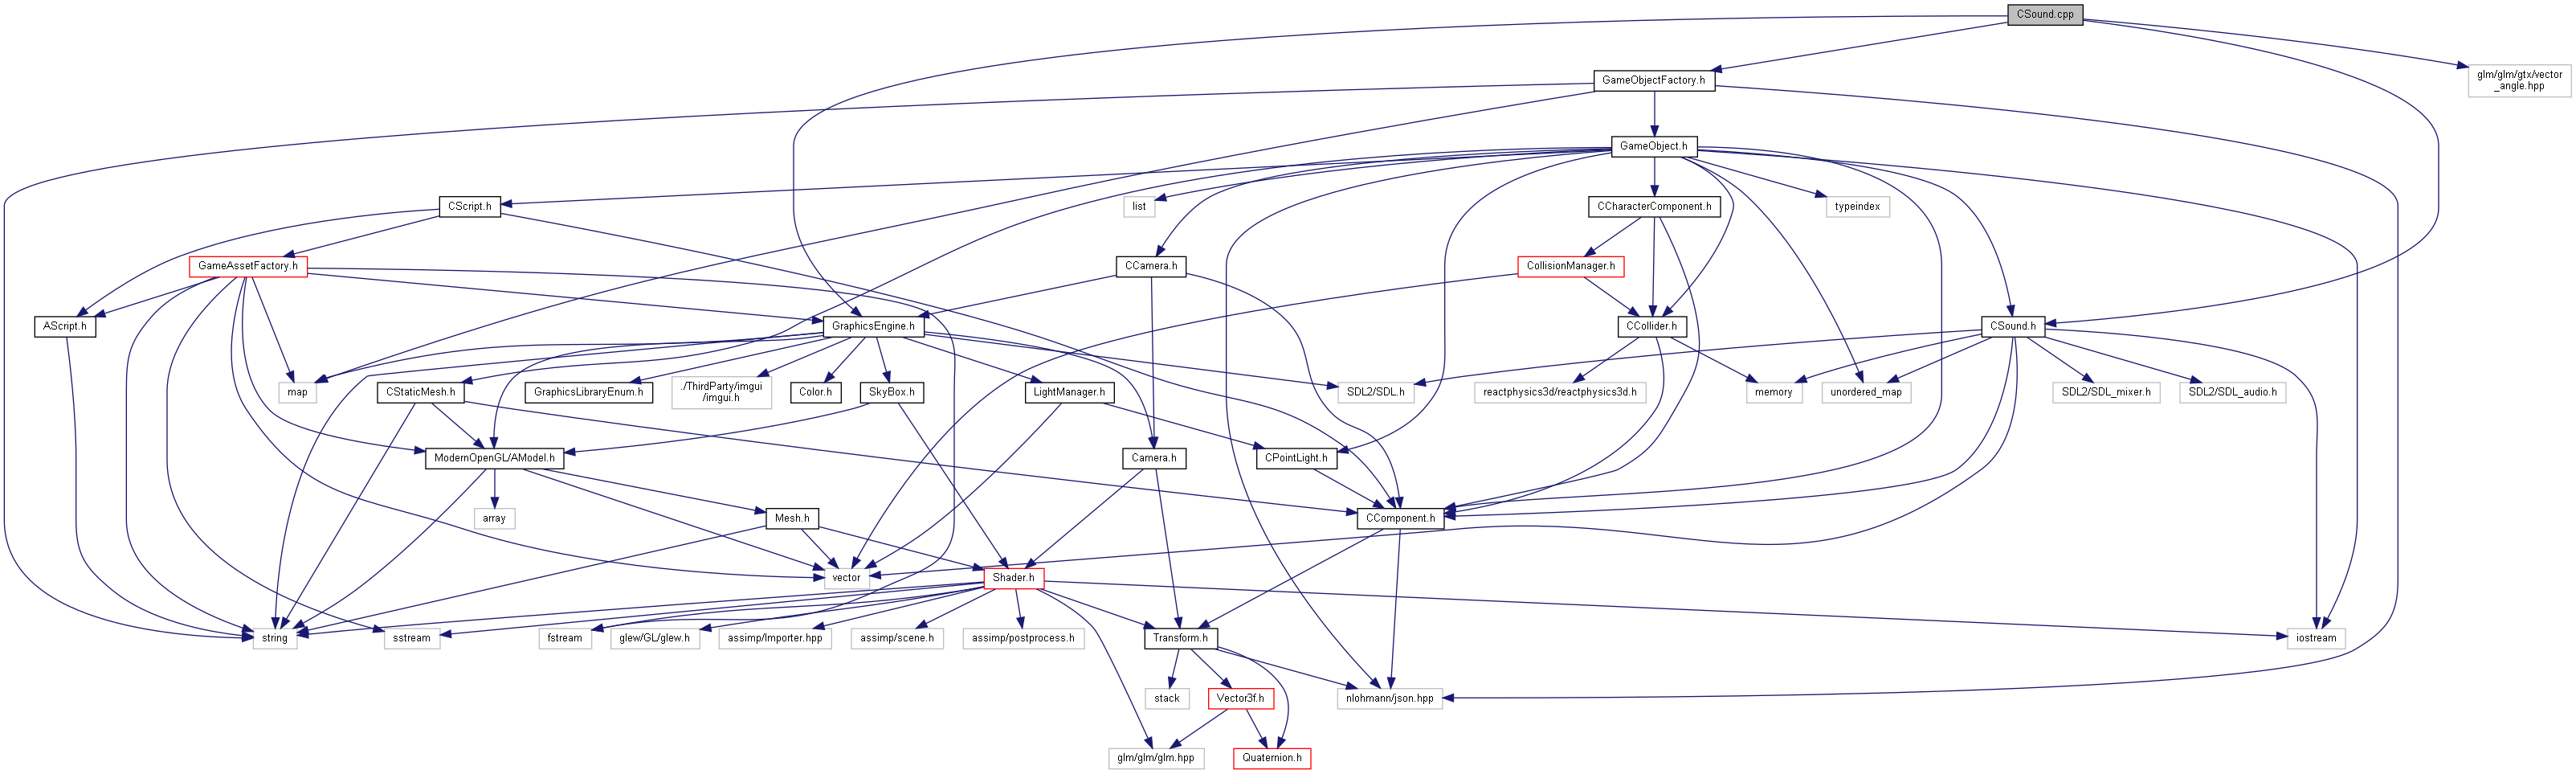 CSound.cpp
GameObjectFactory.h
glm/glm/gtx/vector
_angle.hpp
GameObject.h
CScript.h
list
CCharacterComponent.h
typeindex
GameAssetFactory.h
CCamera.h
CollisionManager.h
AScript.h
GraphicsEngine.h
CCollider.h
CSound.h
map
CStaticMesh.h
GraphicsLibraryEnum.h
./ThirdParty/imgui
/imgui.h
Color.h
SkyBox.h
LightManager.h
SDL2/SDL.h
reactphysics3d/reactphysics3d.h
memory
unordered_map
SDL2/SDL_mixer.h
SDL2/SDL_audio.h
ModernOpenGL/AModel.h
Camera.h
CPointLight.h
array
Mesh.h
CComponent.h
vector
Shader.h
string
sstream
fstream
glew/GL/glew.h
assimp/Importer.hpp
assimp/scene.h
assimp/postprocess.h
Transform.h
iostream
stack
Vector3f.h
nlohmann/json.hpp
glm/glm/glm.hpp
Quaternion.h